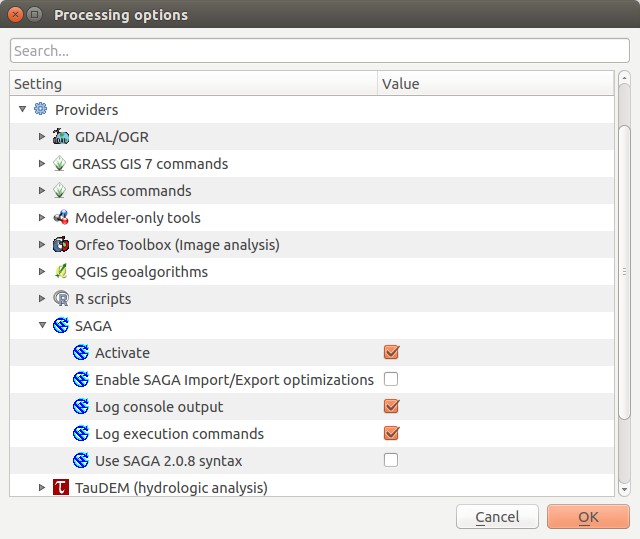 Processing options
Search...
Setting Value
Providers
GDAL/OGR
GRASS GIS 7 commands
GRASS commands
Modeler-only tools
Orfeo Toolbox (Image analysis)
QGIS geoalgorithms
R scripts
SAGA
Activate
Enable SAGA Import/Export optimizations
Log console output
Log execution commands
Use SAGA 2.0.8 syntax
TauDEM (hydrologic analysis)
Cancel OK